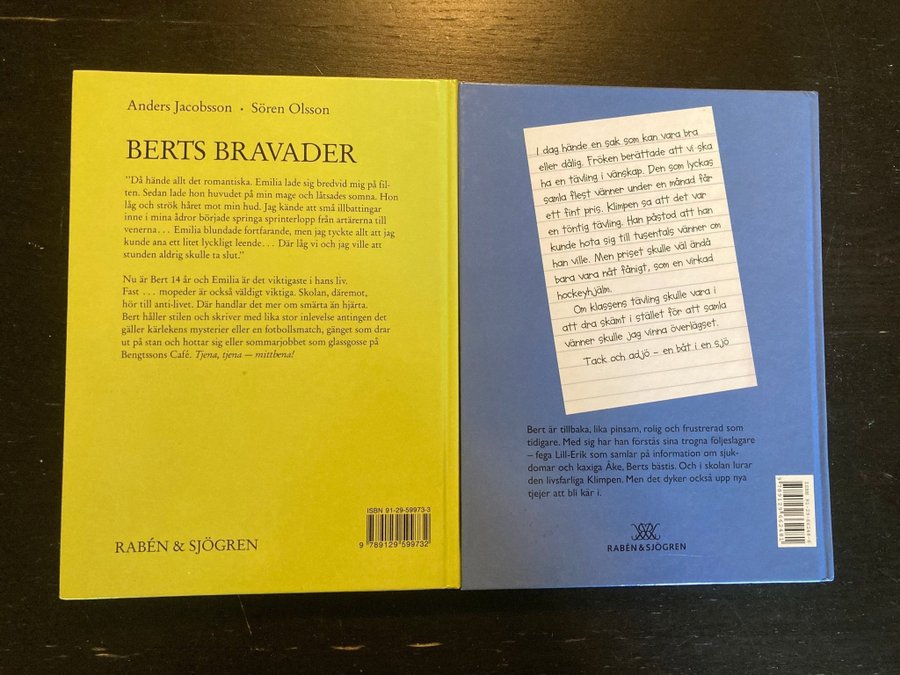 Anders Jacobsson • Sören Olsson
BERTS BRAVADER
”Då hände allt det romantiska. Emilia lade sig bredvid mig på fil-
ten. Sedan lade hon huvudet på min mage och låtsades somna. Hon
låg och strök håret mot min hud. Jag kände att små illbattingar
inne i mina ådror började springa sprinterlopp från artärerna till
venerna… Emilia blundade fortfarande, men jag tyckte allt att jag
kunde ana ett litet lyckligt leende… Där låg vi och jag ville att
stunden aldrig skulle ta slut.”
Nu är Bert 14 år och Emilia är det viktigaste i hans liv.
Fast … mopeder är också väldigt viktiga. Skolan, däremot,
hör till anti-livet. Där handlar det mer om smärta än hjärta.
Bert håller stilen och skriver med lika stor inlevelse antingen det
gäller kärlekens mysterier eller en fotbollsmatch, gänget som drar
ut på stan och hottar sig eller sommarjobbet som glassgosse på
Bengtssons Café. Tjena, tjena — mittbena!
ISBN 91-29-59973-3
9 789129 599732
RABÉN & SJÖGREN
I dag hände en sak som kan vara bra
eller dålig. Fröken berättade att vi ska
ha en tävling i vänskap. Den som lyckas
samla flest vänner under en månad får
ett fint pris. Klimpen sa att det var
en töntig tävling. Han påstod att han
kunde hota sig till tusentals vänner om
han ville. Men priset skulle väl ändå
bara vara nåt fånigt, som en virkad
hockeyhjälm.
Om klassens tävling skulle vara i
att dra skämt i stället för att samla
vänner skulle jag vinna överlägset.
Tack och adjö – en båt i en sjö
Bert är tillbaka, lika pinsam, rolig och frustrerad som
tidigare. Med sig har han förstås sina trogna följeslagare
– fega Lill-Erik som samlar på information om sjuk-
domar och kaxiga Åke, Berts bästis. Och i skolan lurar
den livsfarliga Klimpen. Men det dyker också upp nya
tjejer att bli kär i.
RABÉN & SJÖGREN